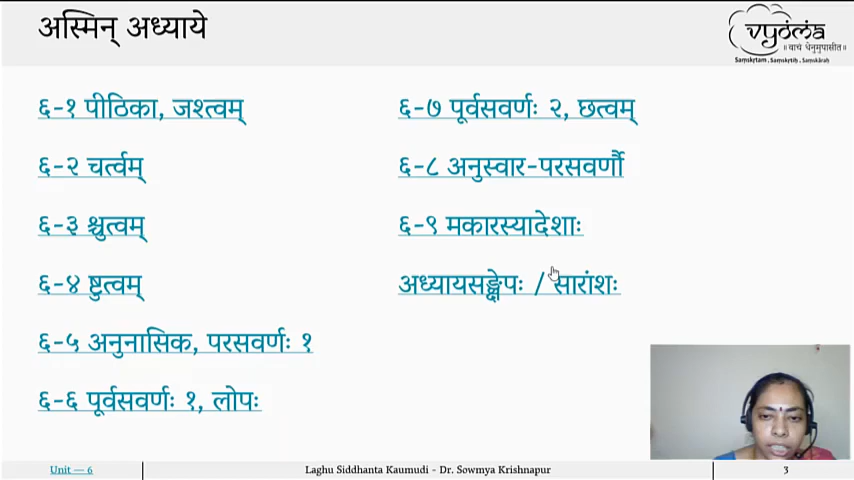 अस्मिन् अध्याये
vyoma
॥ वाचं धेनुमुपासीत॥
Saṃskṛtam . Saṃskṛtiḥ . Saṃskāraḥ
६-१ पीठिका, जश्त्वम्
६-२ चर्त्वम्
६-३ श्चुत्वम्
६-४ ष्टुत्वम्
६-५ अनुनासिक, परसवर्णः १
६-६ पूर्वसवर्णः १, लोपः
६-७ पूर्वसवर्णः २, छत्वम्
६-८ अनुस्वार-परसवर्णौ
६-९ मकारस्यादेशाः
अध्यायसङ्क्षेपः / सारांशः
Unit — 6
Laghu Siddhanta Kaumudi - Dr. Sowmya Krishnapur
3